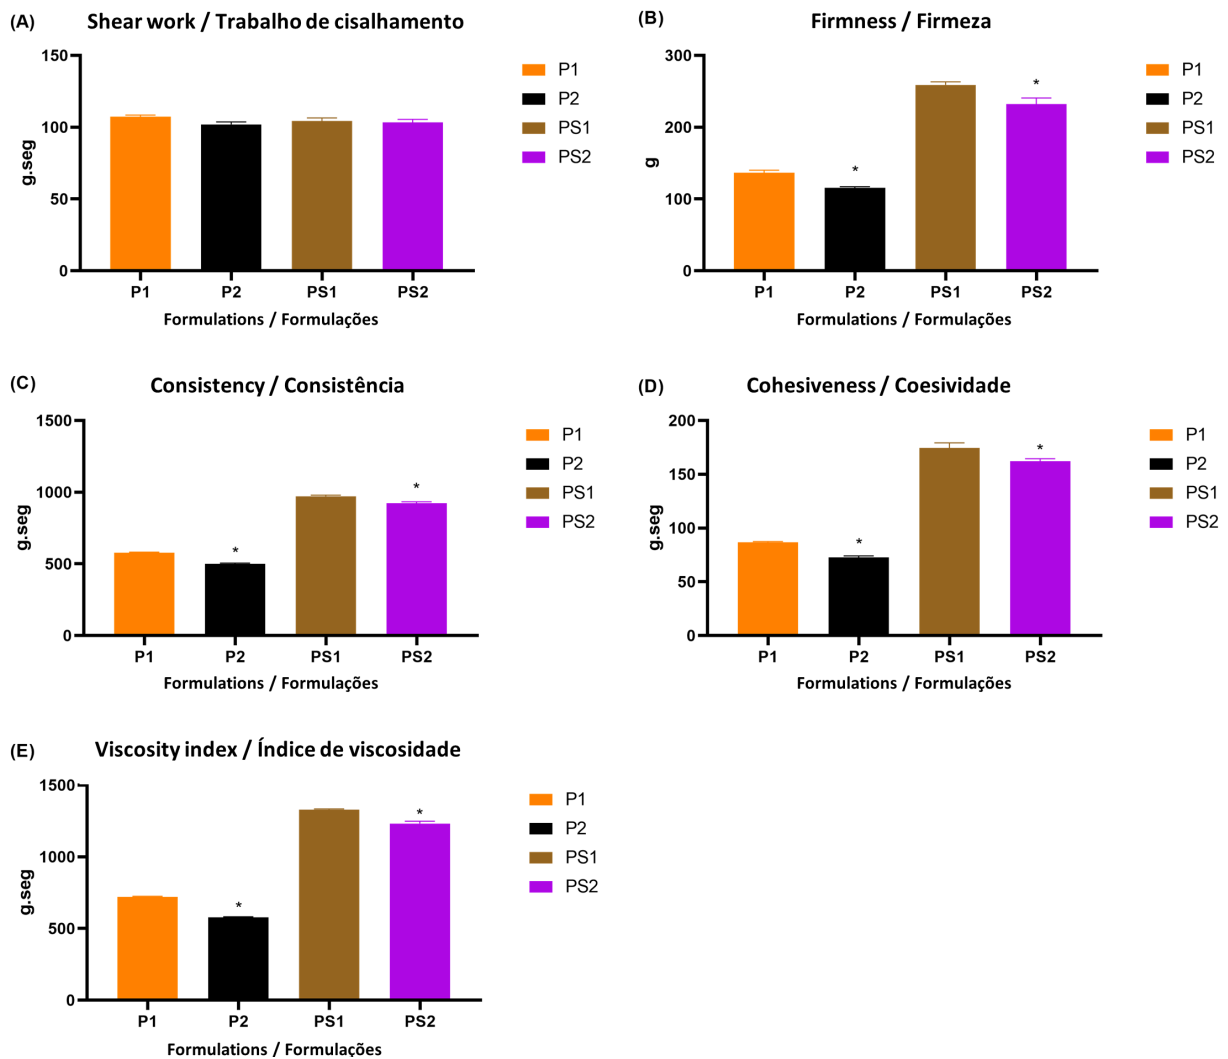 (A) Shear work / Trabalho de cisalhamento
150
100
50
0
g.seg
P1 P2 PS1 PS2
Formulations / Formulações
P1
P2
PS1
PS2
(B) Firmness / Firmeza
300
200
100
0
g
* *
P1 P2 PS1 PS2
Formulations / Formulações
P1
P2
PS1
PS2
(C) Consistency / Consistência
1500
1000
500
0
g.seg
* *
P1 P2 PS1 PS2
Formulations / Formulações
P1
P2
PS1
PS2
(D) Cohesiveness / Coesividade
200
150
100
50
0
g.seg
* *
P1 P2 PS1 PS2
Formulations / Formulações
P1
P2
PS1
PS2
(E) Viscosity index / Índice de viscosidade
1500
1000
500
0
g.seg
* *
P1 P2 PS1 PS2
Formulations / Formulações
P1
P2
PS1
PS2